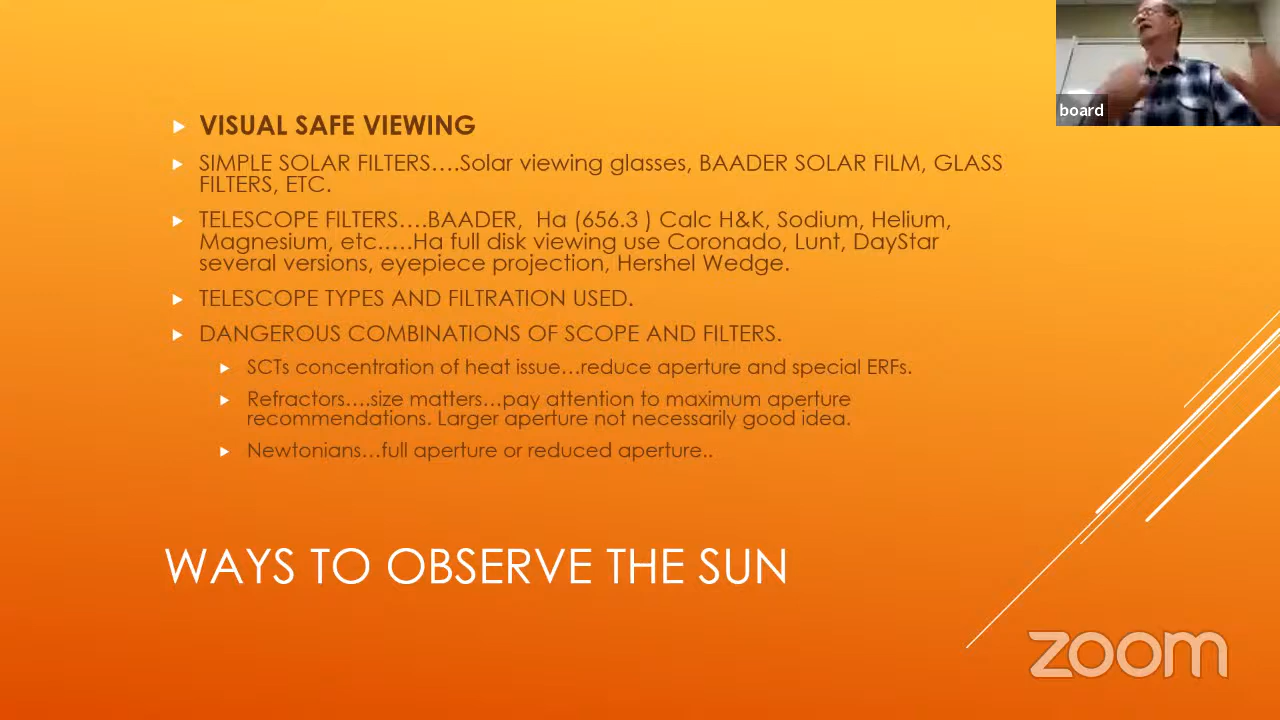 board
VISUAL SAFE VIEWING
SIMPLE SOLAR FILTERS….Solar viewing glasses, BAADER SOLAR FILM, GLASS
FILTERS, ETC.
TELESCOPE FILTERS….BAADER, Ha (656.3 ) Calc H&K, Sodium, Helium,
Magnesium, etc…..Ha full disk viewing use Coronado, Lunt, DayStar
several versions, eyepiece projection, Hershel Wedge.
TELESCOPE TYPES AND FILTRATION USED.
DANGEROUS COMBINATIONS OF SCOPE AND FILTERS.
SCTs concentration of heat issue…reduce aperture and special ERFs.
Refractors….size matters…pay attention to maximum aperture
recommendations. Larger aperture not necessarily good idea.
Newtonians…full aperture or reduced aperture..
WAYS TO OBSERVE THE SUN
zoom